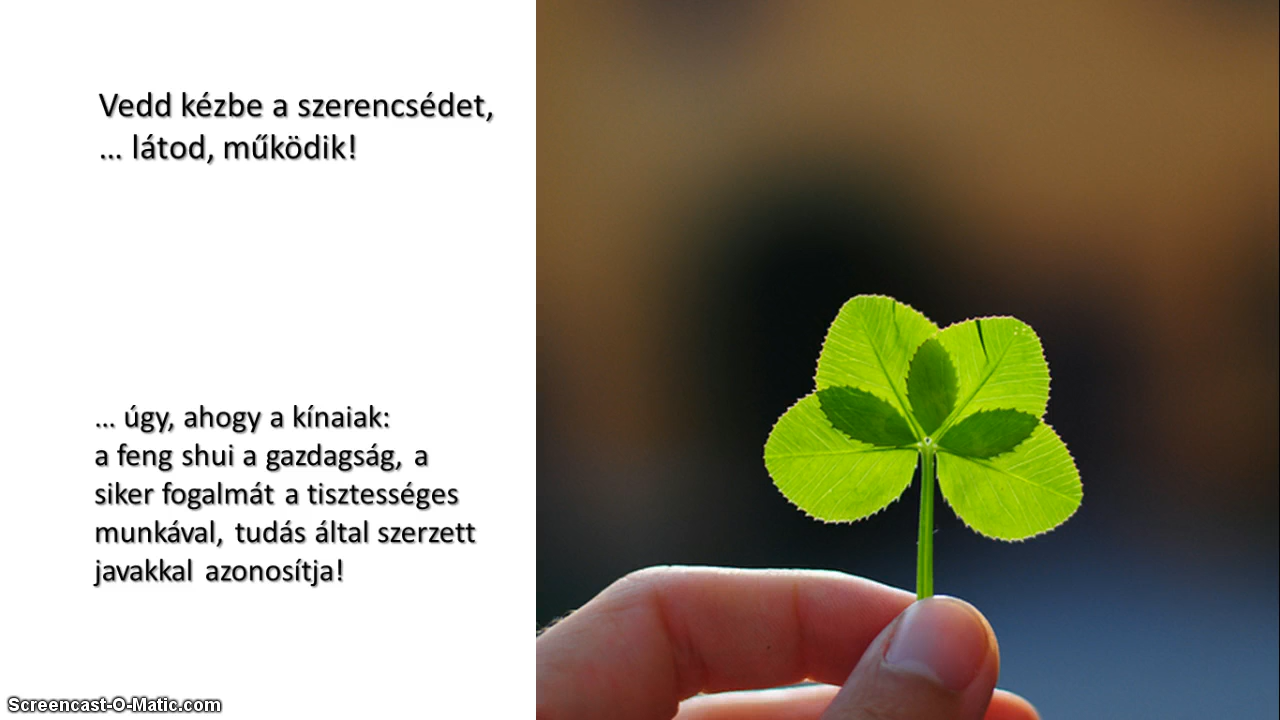 Vedd kézbe a szerencsédet,
... látod, működik!
... úgy, ahogy a kínaiak:
a feng shui a gazdagság, a
siker fogalmát a tisztességes
munkával, tudás által szerzett
javakkal azonosítja!
Screencast-O-Matic.com